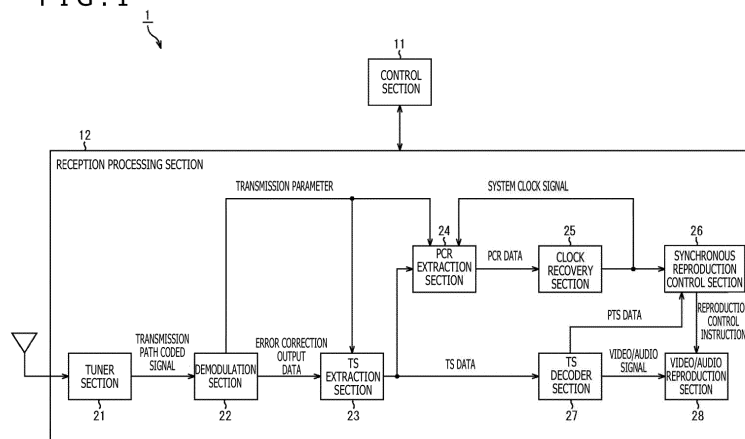 FIG. 1
1
11
CONTROL
SECTION
12
RECEPTION PROCESSING SECTION
TRANSMISSION PARAMETER
SYSTEM CLOCK SIGNAL
24
PCR
EXTRACTION
SECTION
PCR DATA
25
CLOCK
RECOVERY
SECTION
26
SYNCHRONOUS
REPRODUCTION
CONTROL SECTION
PTS DATA
REPRODUCTION
CONTROL
INSTRUCTION
TUNER
SECTION
21
TRANSMISSION
PATH CODED
SIGNAL
DEMODULATION
SECTION
22
ERROR CORRECTION
OUTPUT
DATA
TS
EXTRACTION
SECTION
23
TS DATA
TS
DECODER
SECTION
27
VIDEO/AUDIO
SIGNAL
VIDEO/AUDIO
REPRODUCTION
SECTION
28